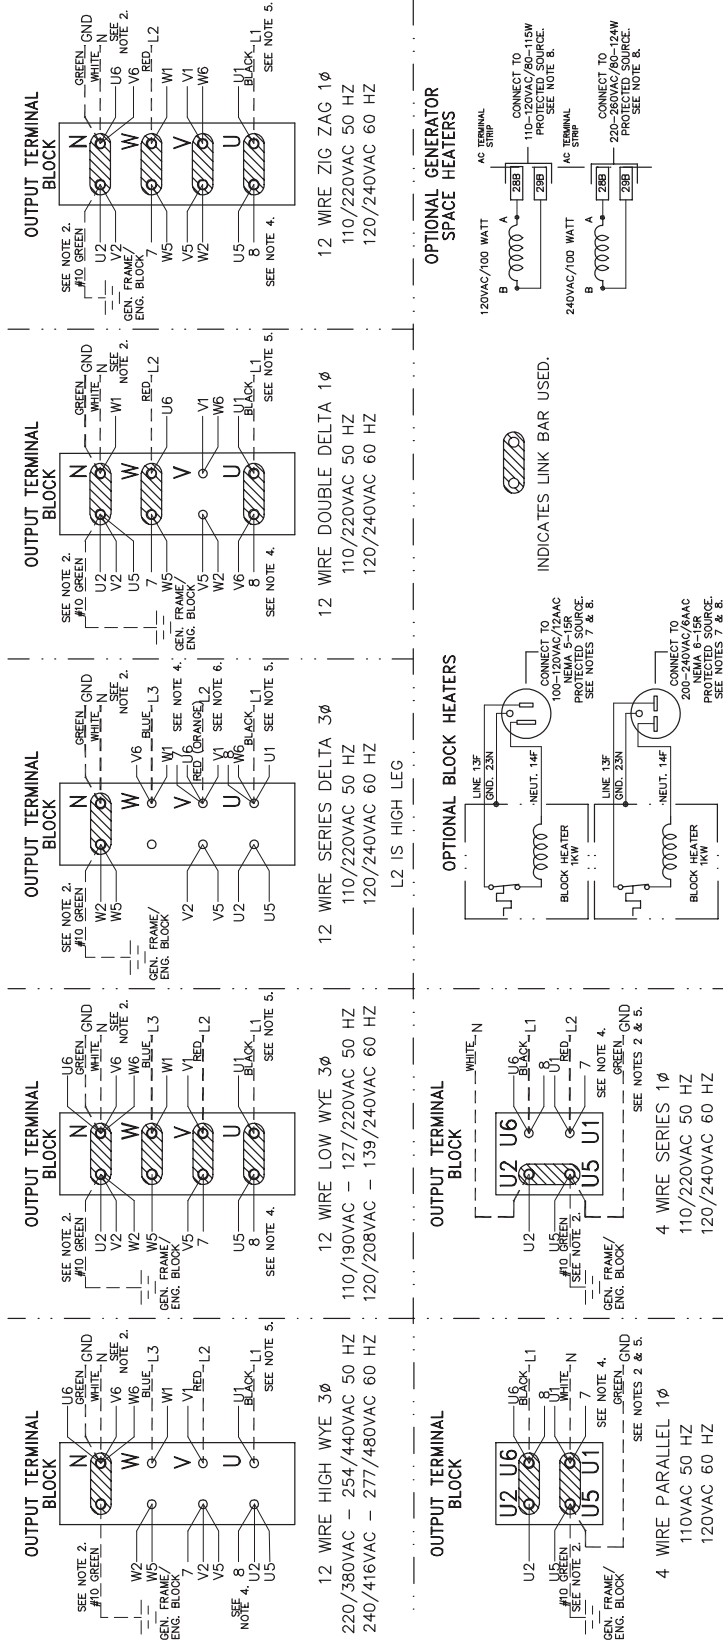 OUTPUT TERMINAL
BLOCK
SEE NOTE 2.
#10 GREEN
GEN. FRAME/
ENG. BLOCK
W2
W5
7
V2
V5
8
SEE
NOTE 4.
U2
U5
N
W
V
U
U6
GREEN
GND
WHITE
N
V6
SEE
NOTE 2.
W6
BLUE
L3
W1
V1
RED
L2
U1
BLACK
L1
SEE NOTE 5.
12 WIRE HIGH WYE 3ø
220/380VAC – 254/440VAC 50 HZ
240/416VAC – 277/480VAC 60 HZ
OUTPUT TERMINAL
BLOCK
SEE NOTE 2.
#10 GREEN
U2
V2
W2
GEN. FRAME/
ENG. BLOCK
W5
V5
7
U5
8
SEE NOTE 4.
N
W
V
U
U6
GREEN
GND
WHITE
N
V6
SEE
NOTE 2.
W6
BLUE
L3
W1
V1
RED
L2
U1
BLACK
L1
SEE NOTE 5.
12 WIRE LOW WYE 3ø
110/190VAC – 127/220VAC 50 HZ
120/208VAC – 139/240VAC 60 HZ
OUTPUT TERMINAL
BLOCK
SEE NOTE 2.
#10 GREEN
W2
W5
GEN. FRAME/
ENG. BLOCK
V2
V5
U2
U5
N
W
V
U
GREEN
GND
WHITE
N
SEE
NOTE 2.
V6
BLUE
L3
W1
SEE NOTE 4.
7
U6
RED (ORANGE)
L2
V1
SEE NOTE 6.
8
W6
BLACK
L1
U1
SEE NOTE 5.
12 WIRE SERIES DELTA 3ø
110/220VAC 50 HZ
120/240VAC 60 HZ
L2 IS HIGH LEG
OUTPUT TERMINAL
BLOCK
SEE NOTE 2.
#10 GREEN
U2
V2
U5
7
W5
GEN. FRAME/
ENG. BLOCK
V5
W2
V6
8
SEE NOTE 4.
N
W
V
U
GREEN
GND
WHITE
N
W1
SEE
NOTE 2.
RED
L2
U6
V1
W6
U1
BLACK
L1
SEE NOTE 5.
12 WIRE DOUBLE DELTA 1ø
110/220VAC 50 HZ
120/240VAC 60 HZ
OUTPUT TERMINAL
BLOCK
SEE NOTE 2.
#10 GREEN
U2
V2
GEN. FRAME/
ENG. BLOCK
7
W5
V5
W2
U5
8
SEE NOTE 4.
N
W
V
U
GREEN
GND
WHITE
N
U6
SEE
NOTE 2.
V6
RED
L2
W1
V1
W6
U1
BLACK
L1
SEE NOTE 5.
12 WIRE ZIG ZAG 1ø
110/220VAC 50 HZ
120/240VAC 60 HZ
OUTPUT TERMINAL
BLOCK
U2
U6
U5
U1
U2
U5
#10 GREEN
SEE NOTE 2.
GEN. FRAME/
ENG. BLOCK
U6
BLACK
L1
8
U1
WHITE
N
7
SEE NOTE 4.
GREEN
GND
SEE NOTES 2 & 5.
4 WIRE PARALLEL 1ø
110VAC 50 HZ
120VAC 60 HZ
OUTPUT TERMINAL
BLOCK
WHITE
N
U2
U6
U5
U1
U2
U5
#10 GREEN
SEE NOTE 2.
GEN. FRAME/
ENG. BLOCK
U6
BLACK
L1
8
U1
RED
L2
7
SEE NOTE 4.
GREEN
GND
SEE NOTES 2 & 5.
4 WIRE SERIES 1ø
110/220VAC 50 HZ
120/240VAC 60 HZ
OPTIONAL BLOCK HEATERS
LINE 13F
GND. 23N
NEUT. 14F
BLOCK HEATER
1KW
CONNECT TO
100–120VAC/12AAC
NEMA 5–15R
PROTECTED SOURCE.
SEE NOTES 7 & 8.
LINE 13F
GND. 23N
NEUT. 14F
BLOCK HEATER
1KW
CONNECT TO
200–240VAC/6AAC
NEMA 6–15R
PROTECTED SOURCE.
SEE NOTES 7 & 8.
INDICATES LINK BAR USED.
OPTIONAL GENERATOR
SPACE HEATERS
120VAC/100 WATT
B
A
28B
29B
AC TERMINAL
STRIP
CONNECT TO
110–120VAC/80–115W
PROTECTED SOURCE.
SEE NOTE 8.
240VAC/100 WATT
B
A
28B
29B
AC TERMINAL
STRIP
CONNECT TO
220–260VAC/80–124W
PROTECTED SOURCE.
SEE NOTE 8.